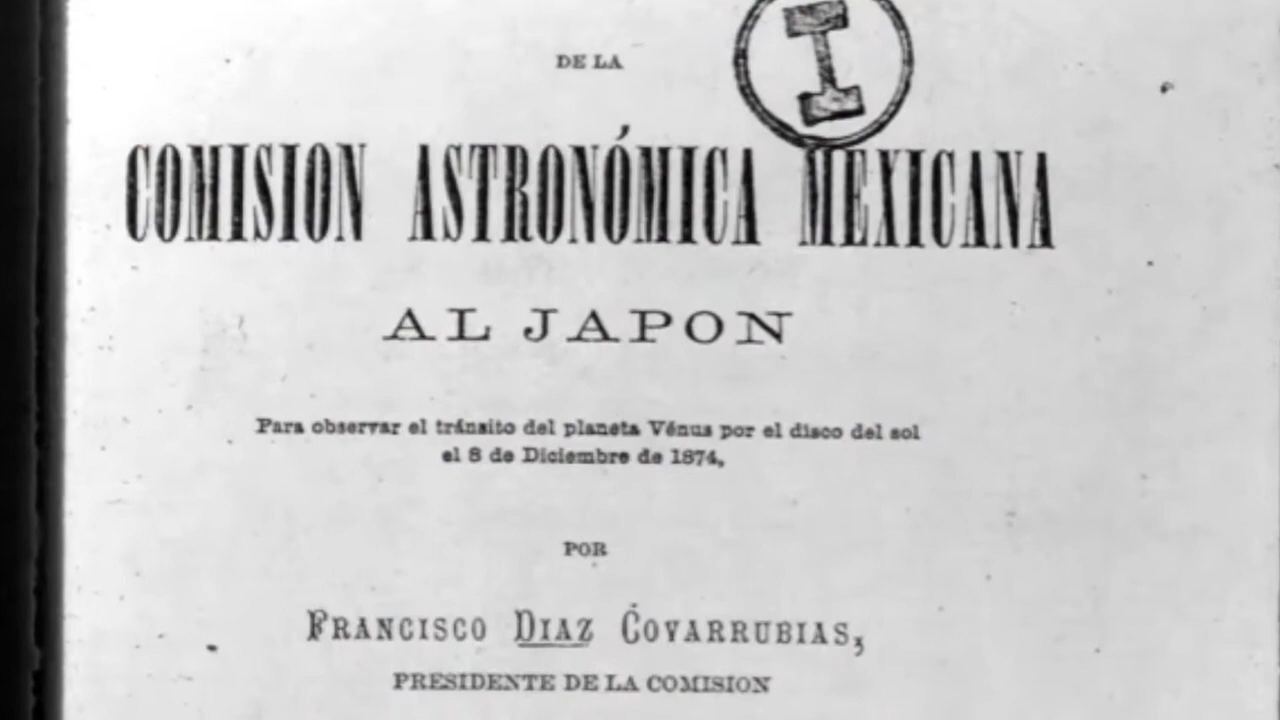 DE LA
COMISION ASTRONÓMICA MEXICANA
AL JAPON
Para observar el tránsito del planeta Vénus por el disco del sol
el 8 de Diciembre de 1874,
POR
FRANCISCO DIAZ COVARRUBIAS,
PRESIDENTE DE LA COMISION